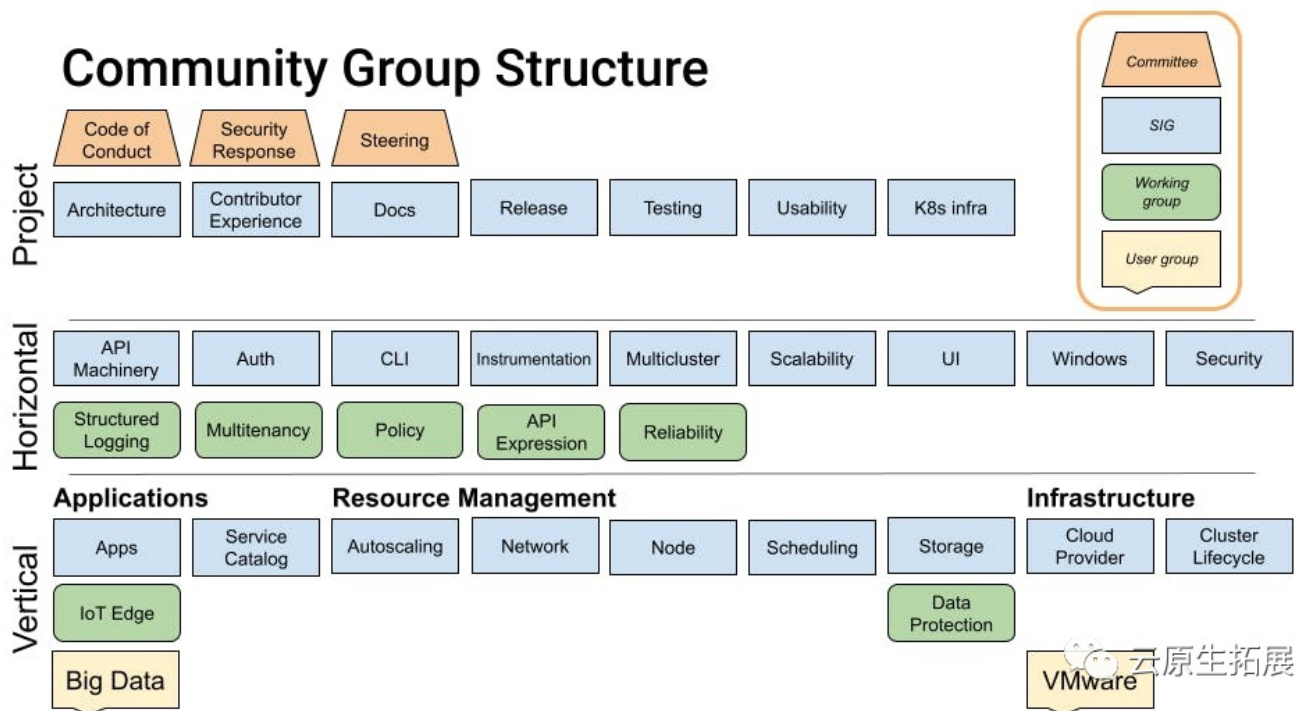 Community Group Structure
Committee
SIG
Working
group
User group
Project
Code of
Conduct
Security
Response
Steering
Architecture
Contributor
Experience
Docs
Release
Testing
Usability
K8s infra
Horizontal
API
Machinery
Auth
CLI
Instrumentation
Multicluster
Scalability
UI
Windows
Security
Structured
Logging
Multitenancy
Policy
API
Expression
Reliability
Vertical
Applications
Resource Management
Infrastructure
Apps
Service
Catalog
Autoscaling
Network
Node
Scheduling
Storage
Cloud
Provider
Cluster
Lifecycle
IoT Edge
Data
Protection
Big Data
VMware
云原生拓展